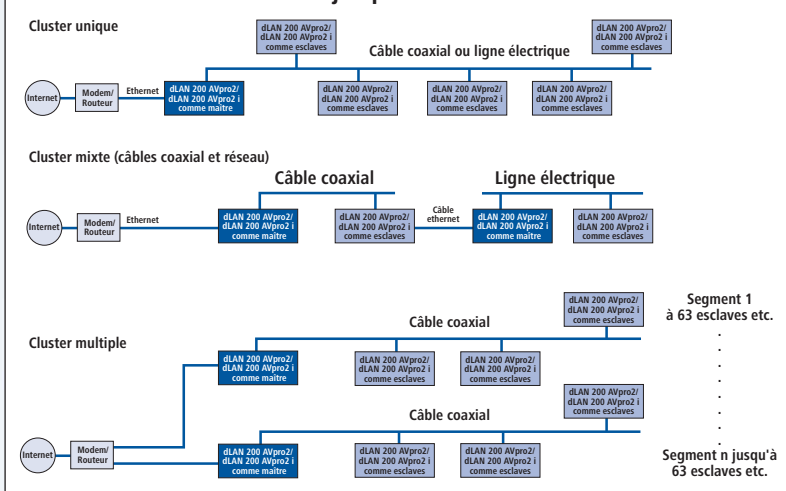 Cluster unique
dLAN 200 AVpro2/
dLAN 200 AVpro2 i
comme esclaves
Câble coaxial ou ligne électrique
dLAN 200 AVpro2/
dLAN 200 AVpro2 i
comme esclaves
Internet
Modem/
Routeur
Ethernet
dLAN 200 AVpro2/
dLAN 200 AVpro2 i
comme maître
dLAN 200 AVpro2/
dLAN 200 AVpro2 i
comme esclaves
dLAN 200 AVpro2/
dLAN 200 AVpro2 i
comme esclaves
dLAN 200 AVpro2/
dLAN 200 AVpro2 i
comme esclaves
Cluster mixte (câbles coaxial et réseau)
Câble coaxial
Ligne électrique
Internet
Modem/
Routeur
Ethernet
dLAN 200 AVpro2/
dLAN 200 AVpro2 i
comme maître
dLAN 200 AVpro2/
dLAN 200 AVpro2 i
comme esclaves
Câble
ethernet
dLAN 200 AVpro2/
dLAN 200 AVpro2 i
comme maître
dLAN 200 AVpro2/
dLAN 200 AVpro2 i
comme esclaves
Cluster multiple
Câble coaxial
dLAN 200 AVpro2/
dLAN 200 AVpro2 i
comme esclaves
Segment 1
à 63 esclaves etc.
.
.
.
.
.
.
.
.
dLAN 200 AVpro2/
dLAN 200 AVpro2 i
comme maître
dLAN 200 AVpro2/
dLAN 200 AVpro2 i
comme esclaves
dLAN 200 AVpro2/
dLAN 200 AVpro2 i
comme esclaves
Câble coaxial
dLAN 200 AVpro2/
dLAN 200 AVpro2 i
comme esclaves
Internet
Modem/
Routeur
dLAN 200 AVpro2/
dLAN 200 AVpro2 i
comme maître
dLAN 200 AVpro2/
dLAN 200 AVpro2 i
comme esclaves
dLAN 200 AVpro2/
dLAN 200 AVpro2 i
comme esclaves
Segment n jusqu'à
63 esclaves etc.